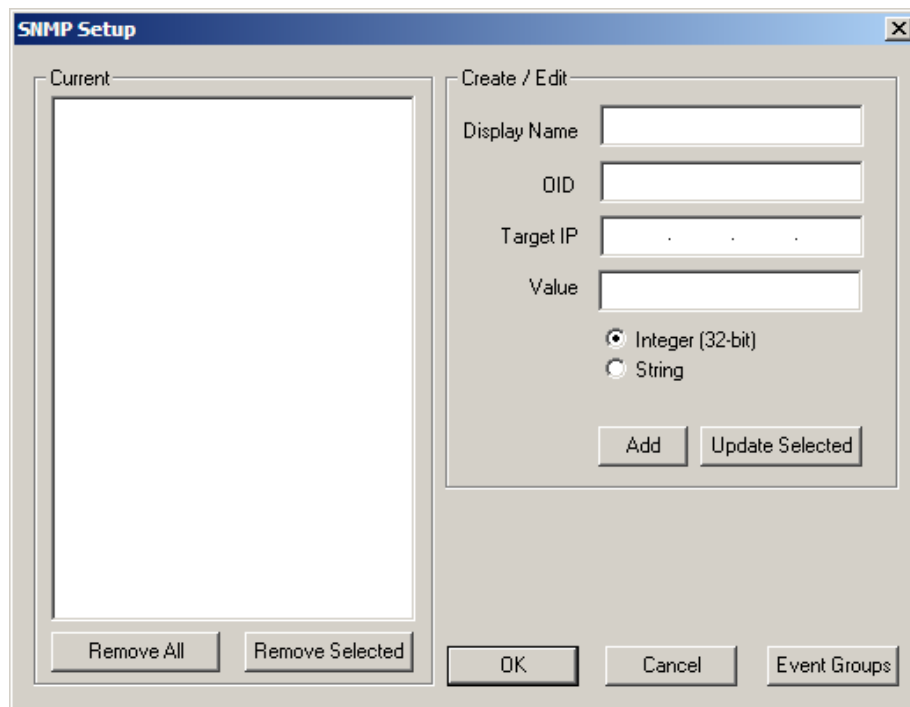 SNMP Setup
Current
Remove All
Remove Selected
Create / Edit
Display Name
OID
Target IP
. . .
Value
Integer (32-bit)
String
Add
Update Selected
OK
Cancel
Event Groups